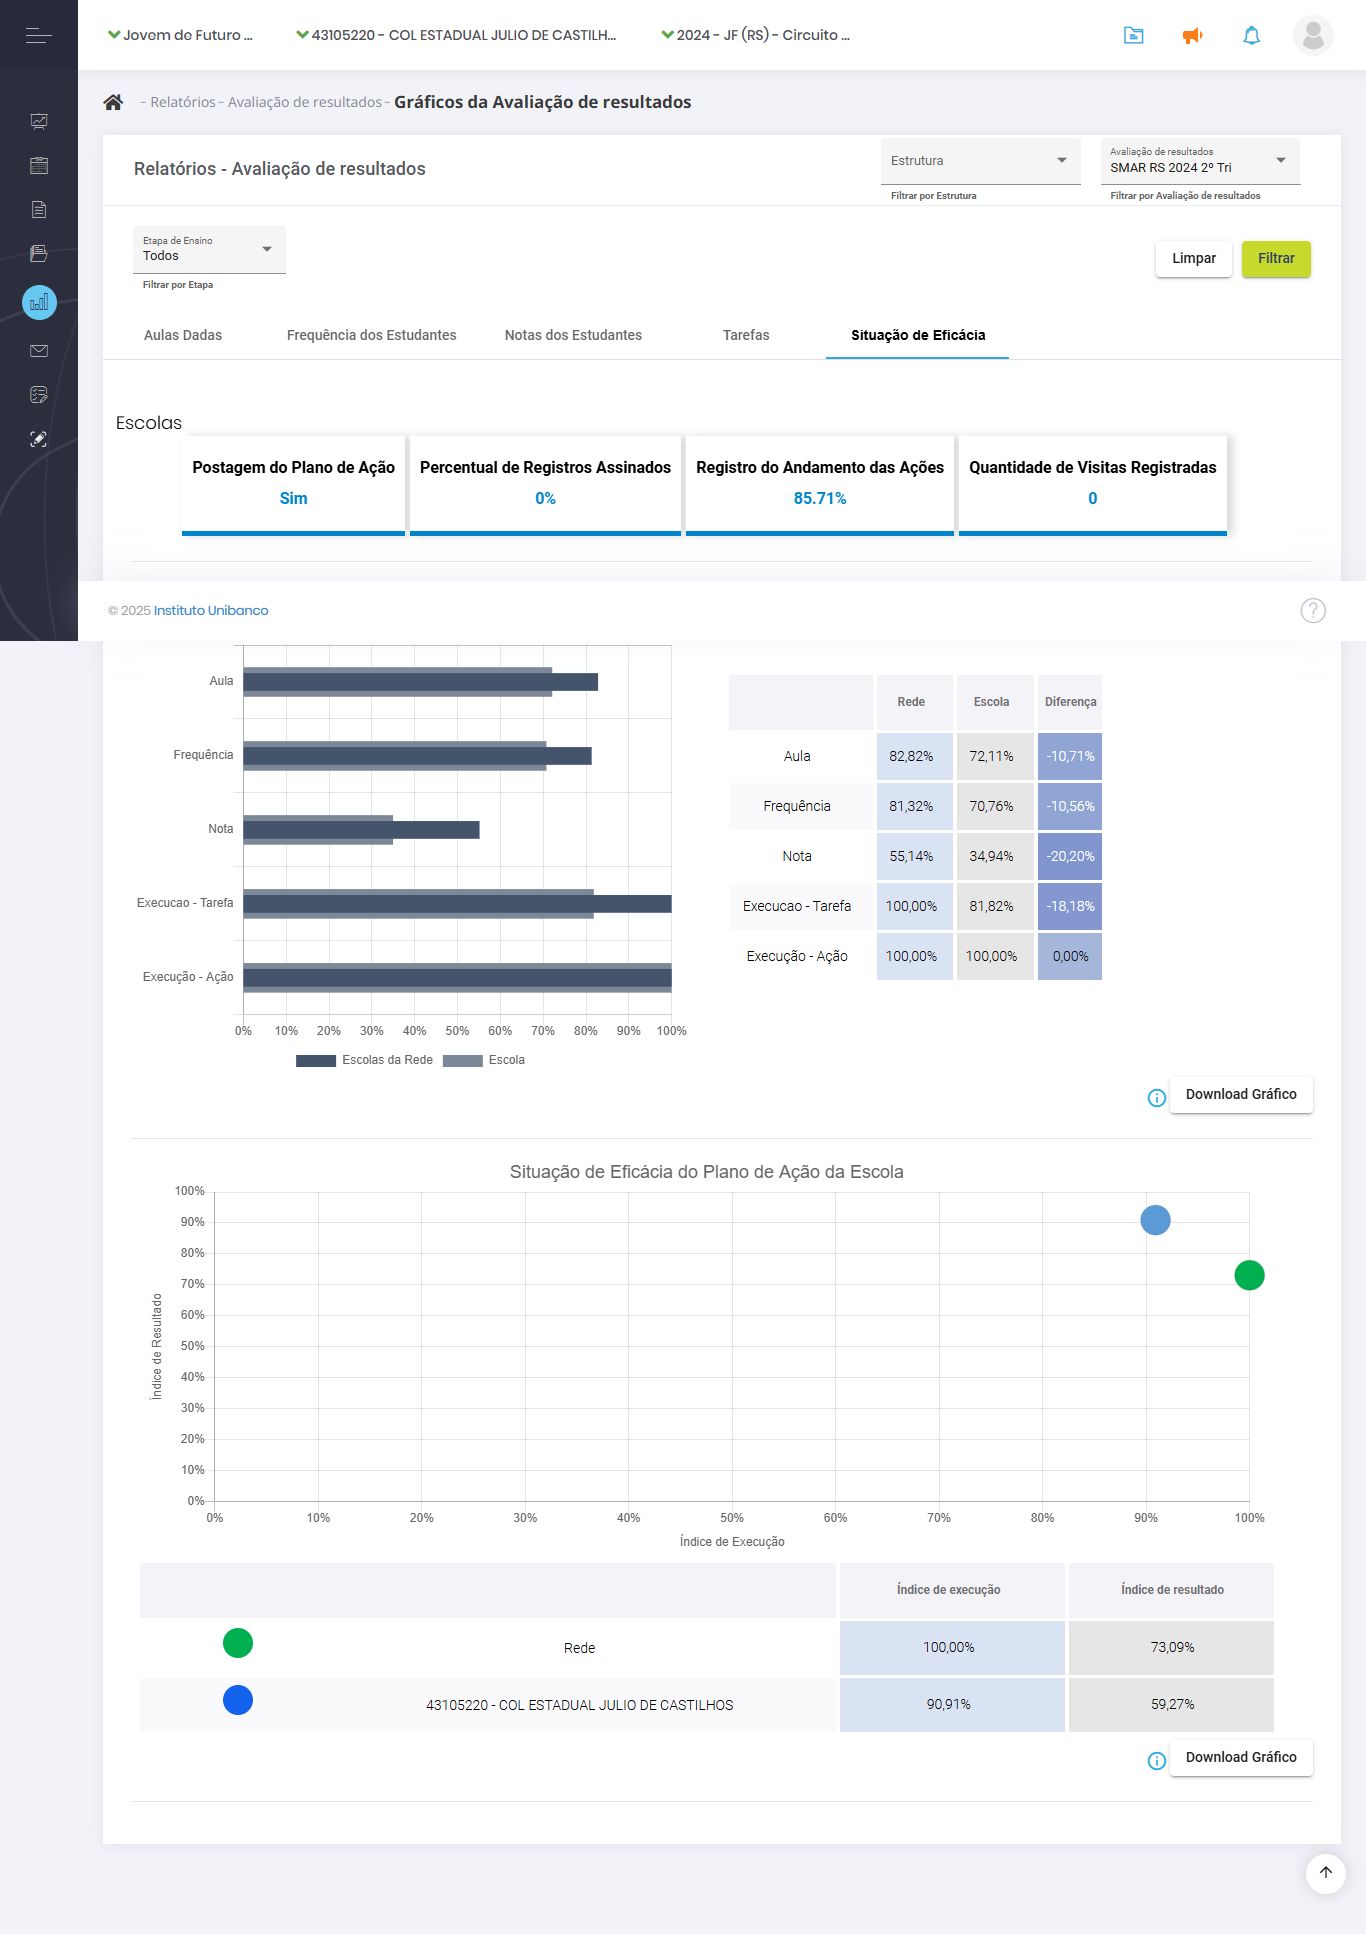 Jovem de Futuro ...
43105220 - COL ESTADUAL JULIO DE CASTILH...
2024 - JF (RS) - Circuito ...
- Relatórios - Avaliação de resultados - Gráficos da Avaliação de resultados
Relatórios - Avaliação de resultados
Estrutura
Filtrar por Estrutura
Avaliação de resultados
SMAR RS 2024 2º Tri
Filtrar por Avaliação de resultados
Etapa de Ensino
Todos
Filtrar por Etapa
Limpar
Filtrar
Aulas Dadas
Frequência dos Estudantes
Notas dos Estudantes
Tarefas
Situação de Eficácia
Escolas
Postagem do Plano de Ação
Sim
Percentual de Registros Assinados
0%
Registro do Andamento das Ações
85.71%
Quantidade de Visitas Registradas
0
© 2025 Instituto Unibanco
Aula
Frequência
Nota
Execucao - Tarefa
Execução - Ação
0% 10% 20% 30% 40% 50% 60% 70% 80% 90% 100%
Escolas da Rede Escola
Rede Escola Diferença
Aula 82,82% 72,11% -10,71%
Frequência 81,32% 70,76% -10,56%
Nota 55,14% 34,94% -20,20%
Execucao - Tarefa 100,00% 81,82% -18,18%
Execução - Ação 100,00% 100,00% 0,00%
Download Gráfico
Situação de Eficácia do Plano de Ação da Escola
100%
90%
80%
70%
60%
50%
40%
30%
20%
10%
0%
Índice de Resultado
0% 10% 20% 30% 40% 50% 60% 70% 80% 90% 100%
Índice de Execução
Índice de execução Índice de resultado
Rede 100,00% 73,09%
43105220 - COL ESTADUAL JULIO DE CASTILHOS 90,91% 59,27%
Download Gráfico